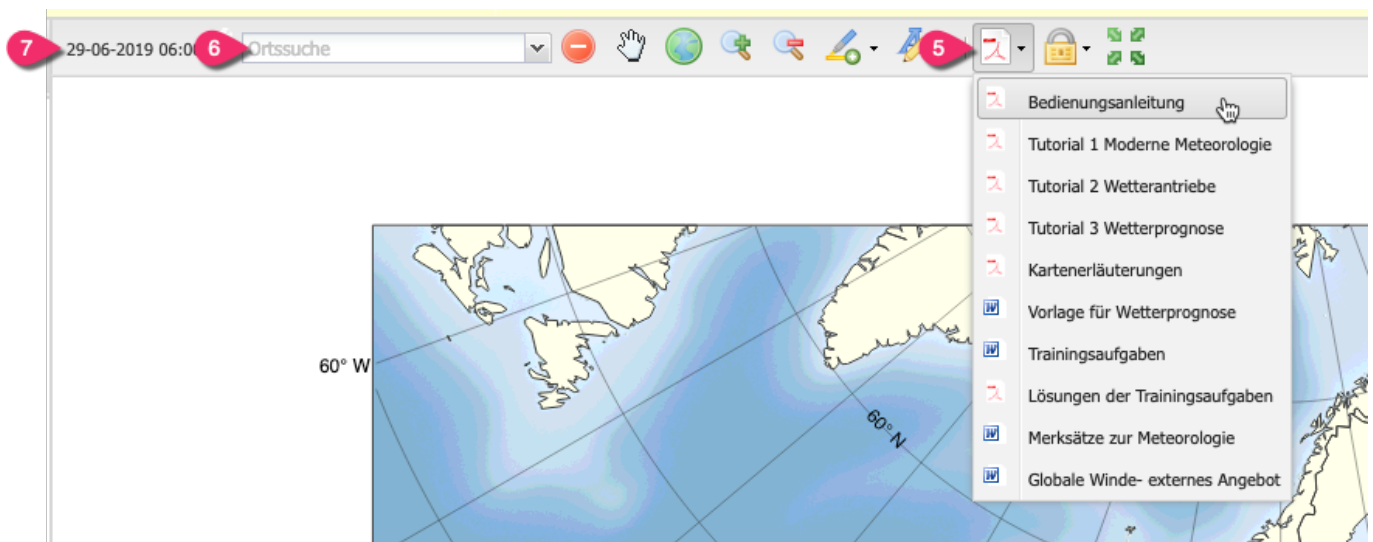 7 29-06-2019 06:00 6 Ortssuche 5
Bedienungsanleitung
Tutorial 1 Moderne Meteorologie
Tutorial 2 Wetterantriebe
Tutorial 3 Wetterprognose
Kartenerläuterungen
Vorlage für Wetterprognose
Trainingsaufgaben
Lösungen der Trainingsaufgaben
Merksätze zur Meteorologie
Globale Winde- externes Angebot
60° W
60° N